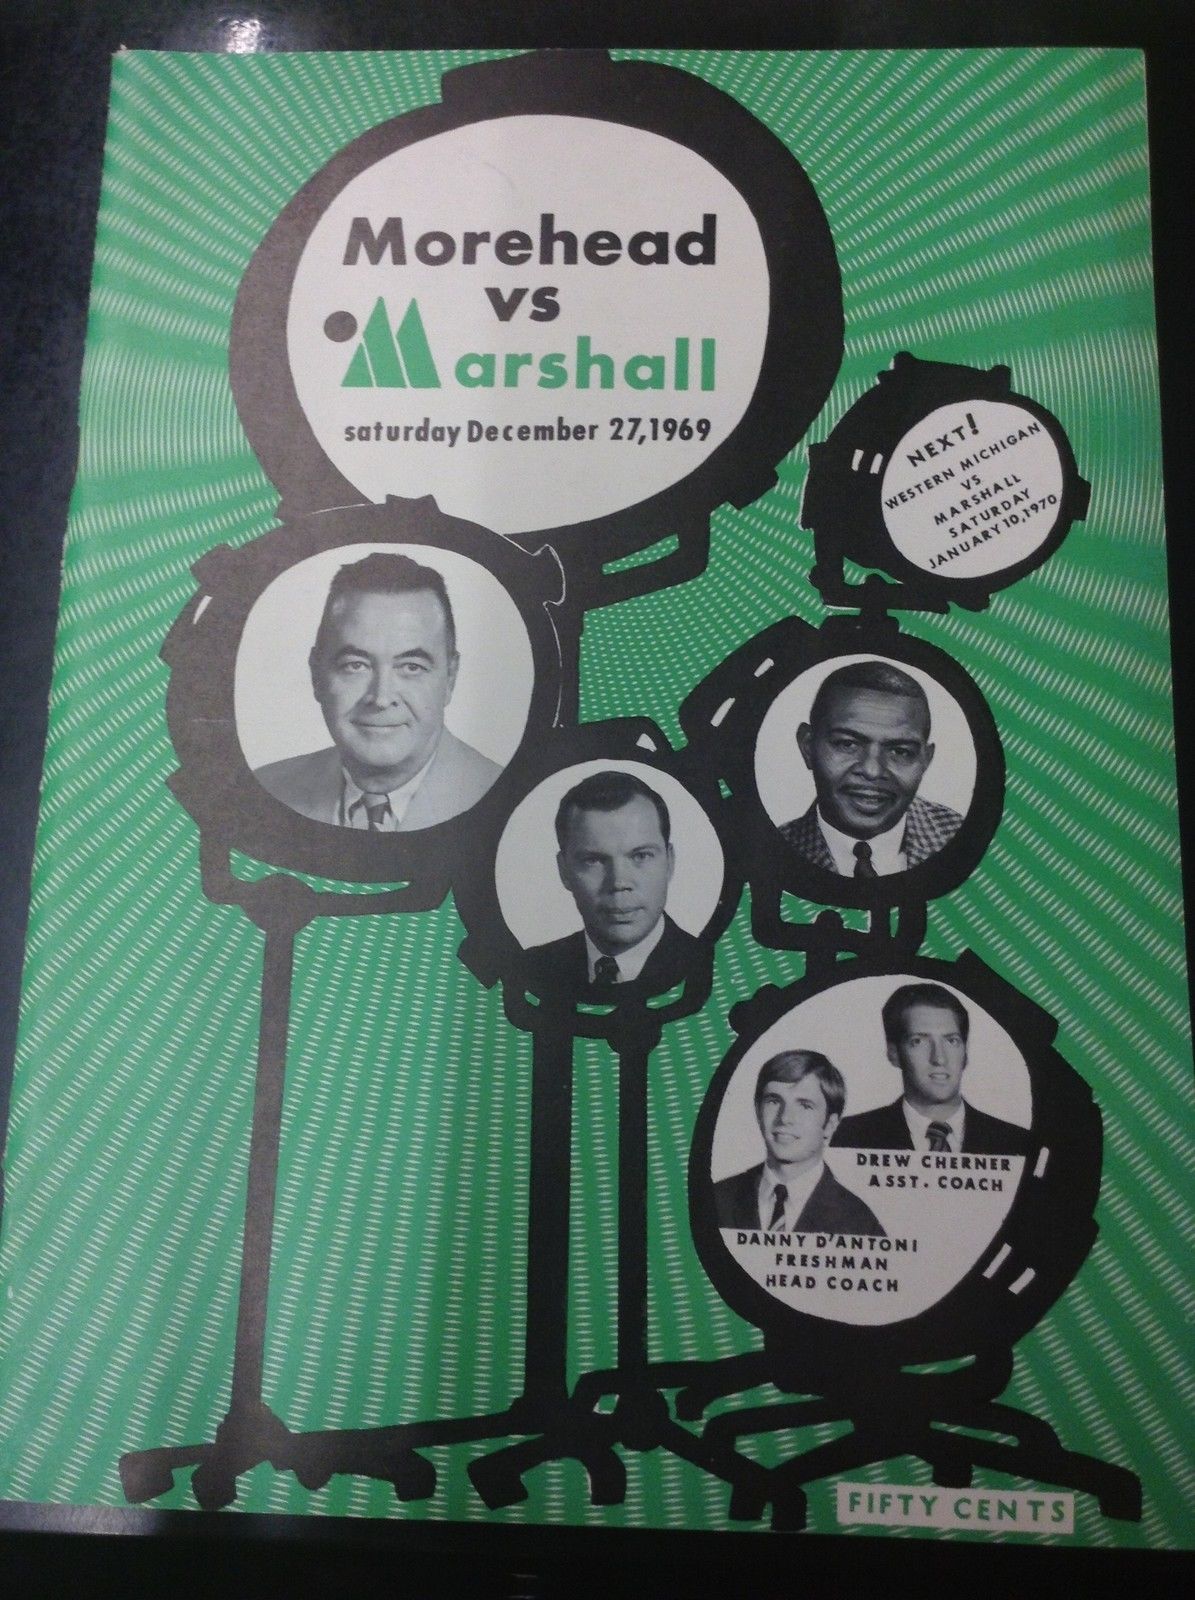 Morehead
vs
Marshall
saturday December 27,1969
NEXT!
WESTERN MICHIGAN
VS
MARSHALL
SATURDAY
JANUARY 10,1970
DREW CHERNER
ASST. COACH
DANNY D'ANTONI
FRESHMAN
HEAD COACH
FIFTY CENTS